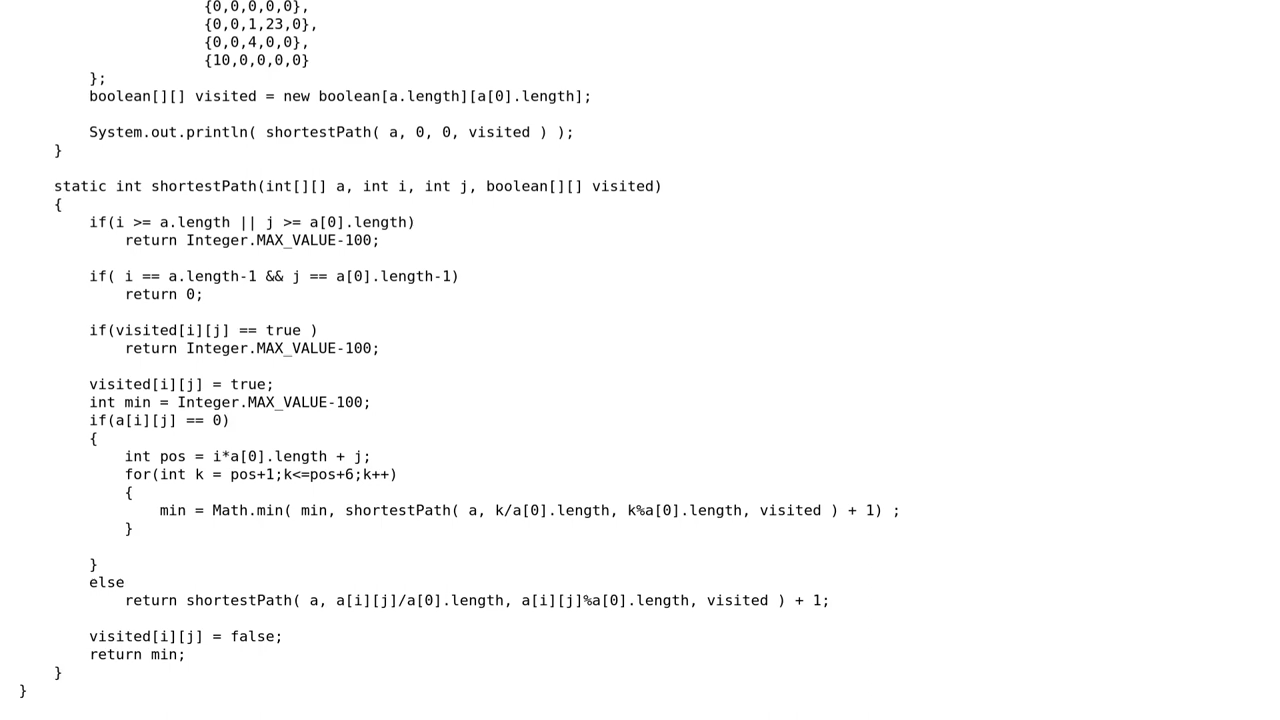 {0,0,0,0,0},
{0,0,1,23,0},
{0,0,4,0,0},
{10,0,0,0,0}
};
boolean[][] visited = new boolean[a.length][a[0].length];
System.out.println( shortestPath( a, 0, 0, visited ) );
}
static int shortestPath(int[][] a, int i, int j, boolean[][] visited)
{
if(i >= a.length || j >= a[0].length)
return Integer.MAX_VALUE-100;
if( i == a.length-1 && j == a[0].length-1)
return 0;
if(visited[i][j] == true )
return Integer.MAX_VALUE-100;
visited[i][j] = true;
int min = Integer.MAX_VALUE-100;
if(a[i][j] == 0)
{
int pos = i*a[0].length + j;
for(int k = pos+1;k<=pos+6;k++)
{
min = Math.min( min, shortestPath( a, k/a[0].length, k%a[0].length, visited ) + 1) ;
}
}
else
return shortestPath( a, a[i][j]/a[0].length, a[i][j]%a[0].length, visited ) + 1;
visited[i][j] = false;
return min;
}
}